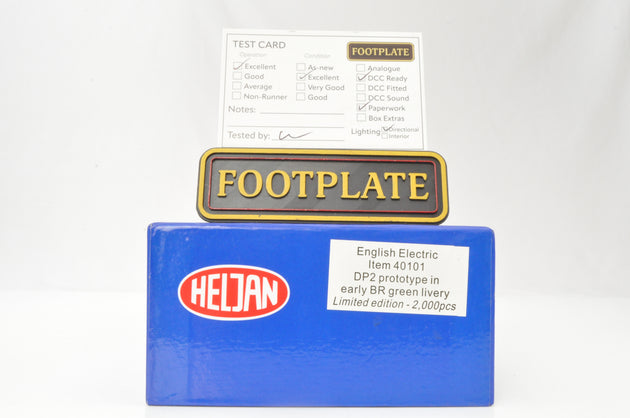 TEST CARD
FOOTPLATE
Operation
Condition
Excellent
Good
Average
Non-Runner
As-new
Excellent
Very Good
Good
Analogue
DCC Ready
DCC Fitted
DCC Sound
Paperwork
Box Extras
Notes:
Tested by:
Lighting
Directional
Interior
FOOTPLATE
HELJAN
English Electric
Item 40101
DP2 prototype in
early BR green livery
Limited edition - 2,000pcs